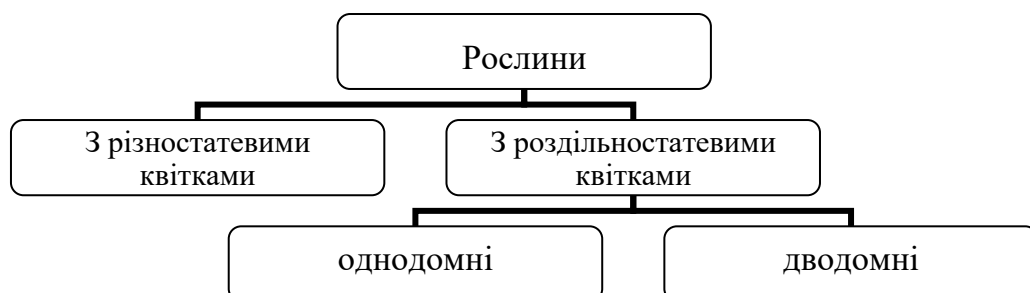 Рослини
З різностатевими
квітками
З роздільностатевими
квітками
однодомні
дводомні